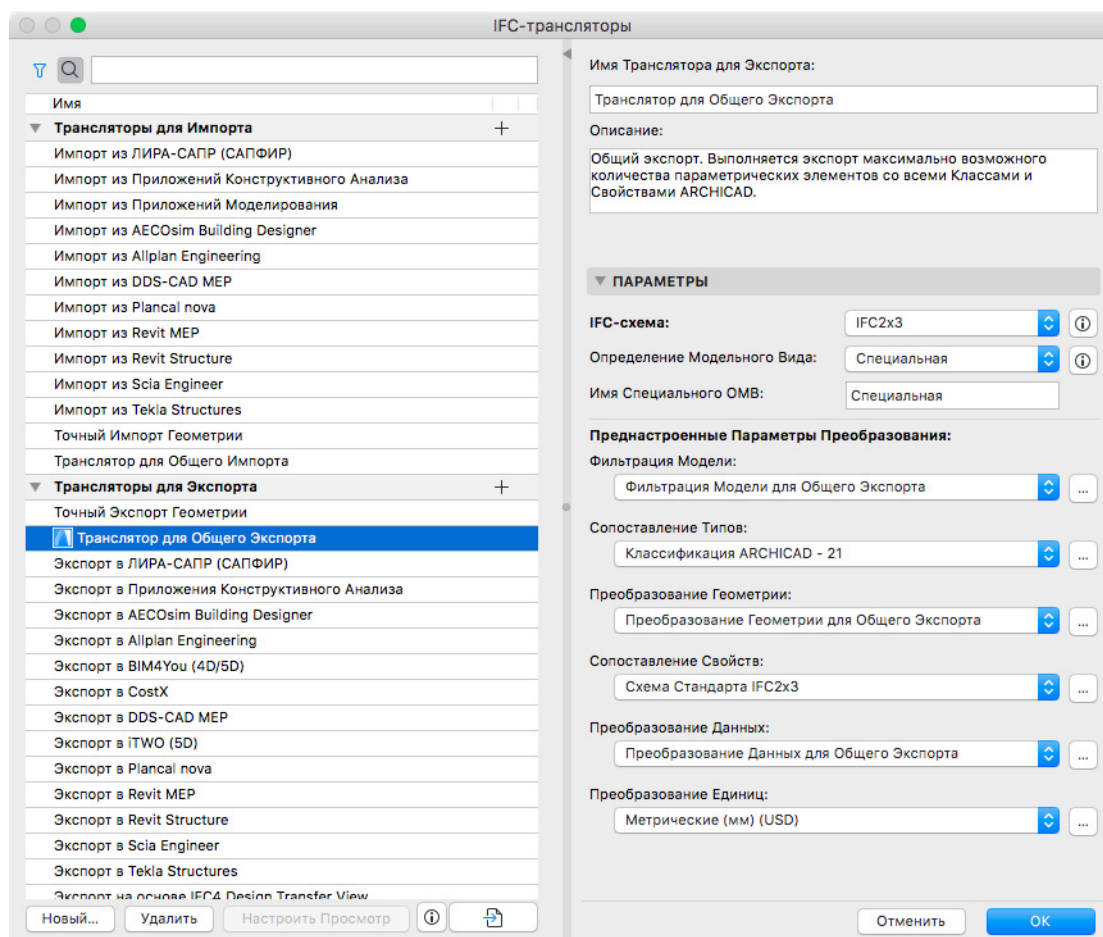 IFC-трансляторы
Имя
Трансляторы для Импорта
Импорт из ЛИРА-САПР (САПФИР)
Импорт из Приложений Конструктивного Анализа
Импорт из Приложений Моделирования
Импорт из AECOsim Building Designer
Импорт из Allplan Engineering
Импорт из DDS-CAD MEP
Импорт из Plancal nova
Импорт из Revit MEP
Импорт из Revit Structure
Импорт из Scia Engineer
Импорт из Tekla Structures
Точный Импорт Геометрии
Транслятор для Общего Импорта
Трансляторы для Экспорта
Точный Экспорт Геометрии
Транслятор для Общего Экспорта
Экспорт в ЛИРА-САПР (САПФИР)
Экспорт в Приложения Конструктивного Анализа
Экспорт в AECOsim Building Designer
Экспорт в Allplan Engineering
Экспорт в BIM4You (4D/5D)
Экспорт в CostX
Экспорт в DDS-CAD MEP
Экспорт в iTWO (5D)
Экспорт в Plancal nova
Экспорт в Revit MEP
Экспорт в Revit Structure
Экспорт в Scia Engineer
Экспорт в Tekla Structures
Экспорт на основе IFC4 Design Transfer View
Новый...
Удалить
Настроить Просмотр
Имя Транслятора для Экспорта:
Транслятор для Общего Экспорта
Описание:
Общий экспорт. Выполняется экспорт максимально возможного
количества параметрических элементов со всеми Классами и
Свойствами ARCHICAD.
ПАРАМЕТРЫ
IFC-схема: IFC2x3
Определение Модельного Вида: Специальная
Имя Специального ОМВ: Специальная
Преднастроенные Параметры Преобразования:
Фильтрация Модели:
Фильтрация Модели для Общего Экспорта ...
Сопоставление Типов:
Классификация ARCHICAD - 21 ...
Преобразование Геометрии:
Преобразование Геометрии для Общего Экспорта ...
Сопоставление Свойств:
Схема Стандарта IFC2x3 ...
Преобразование Данных:
Преобразование Данных для Общего Экспорта ...
Преобразование Единиц:
Метрические (мм) (USD) ...
Отменить
OK